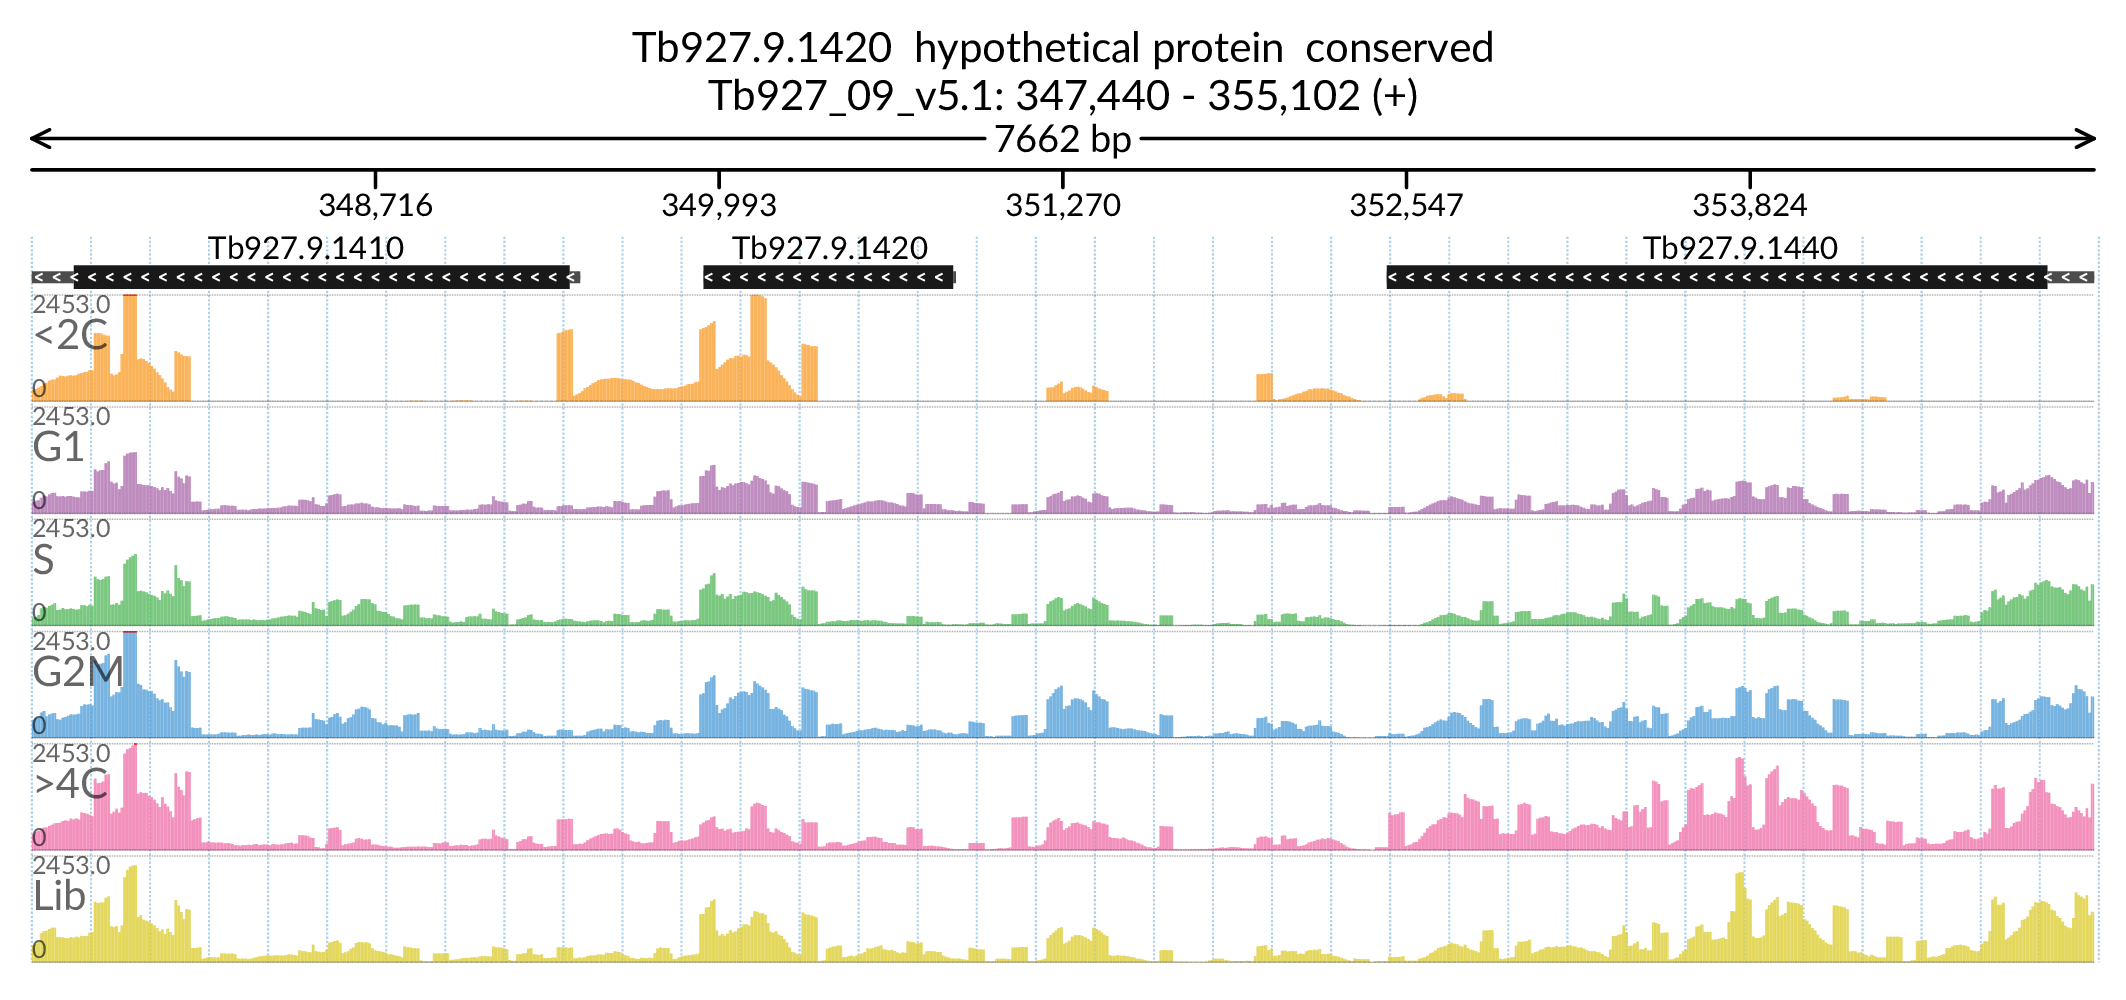 Tb927.9.1420  hypothetical protein  conserved
Tb927_09_v5.1: 347,440 - 355,102 (+)
7662 bp
348,716 349,993 351,270 352,547 353,824
Tb927.9.1410 Tb927.9.1420 Tb927.9.1440
2453.0
<2C
0
2453.0
G1
0
2453.0
S
0
2453.0
G2M
0
2453.0
>4C
0
2453.0
Lib
0